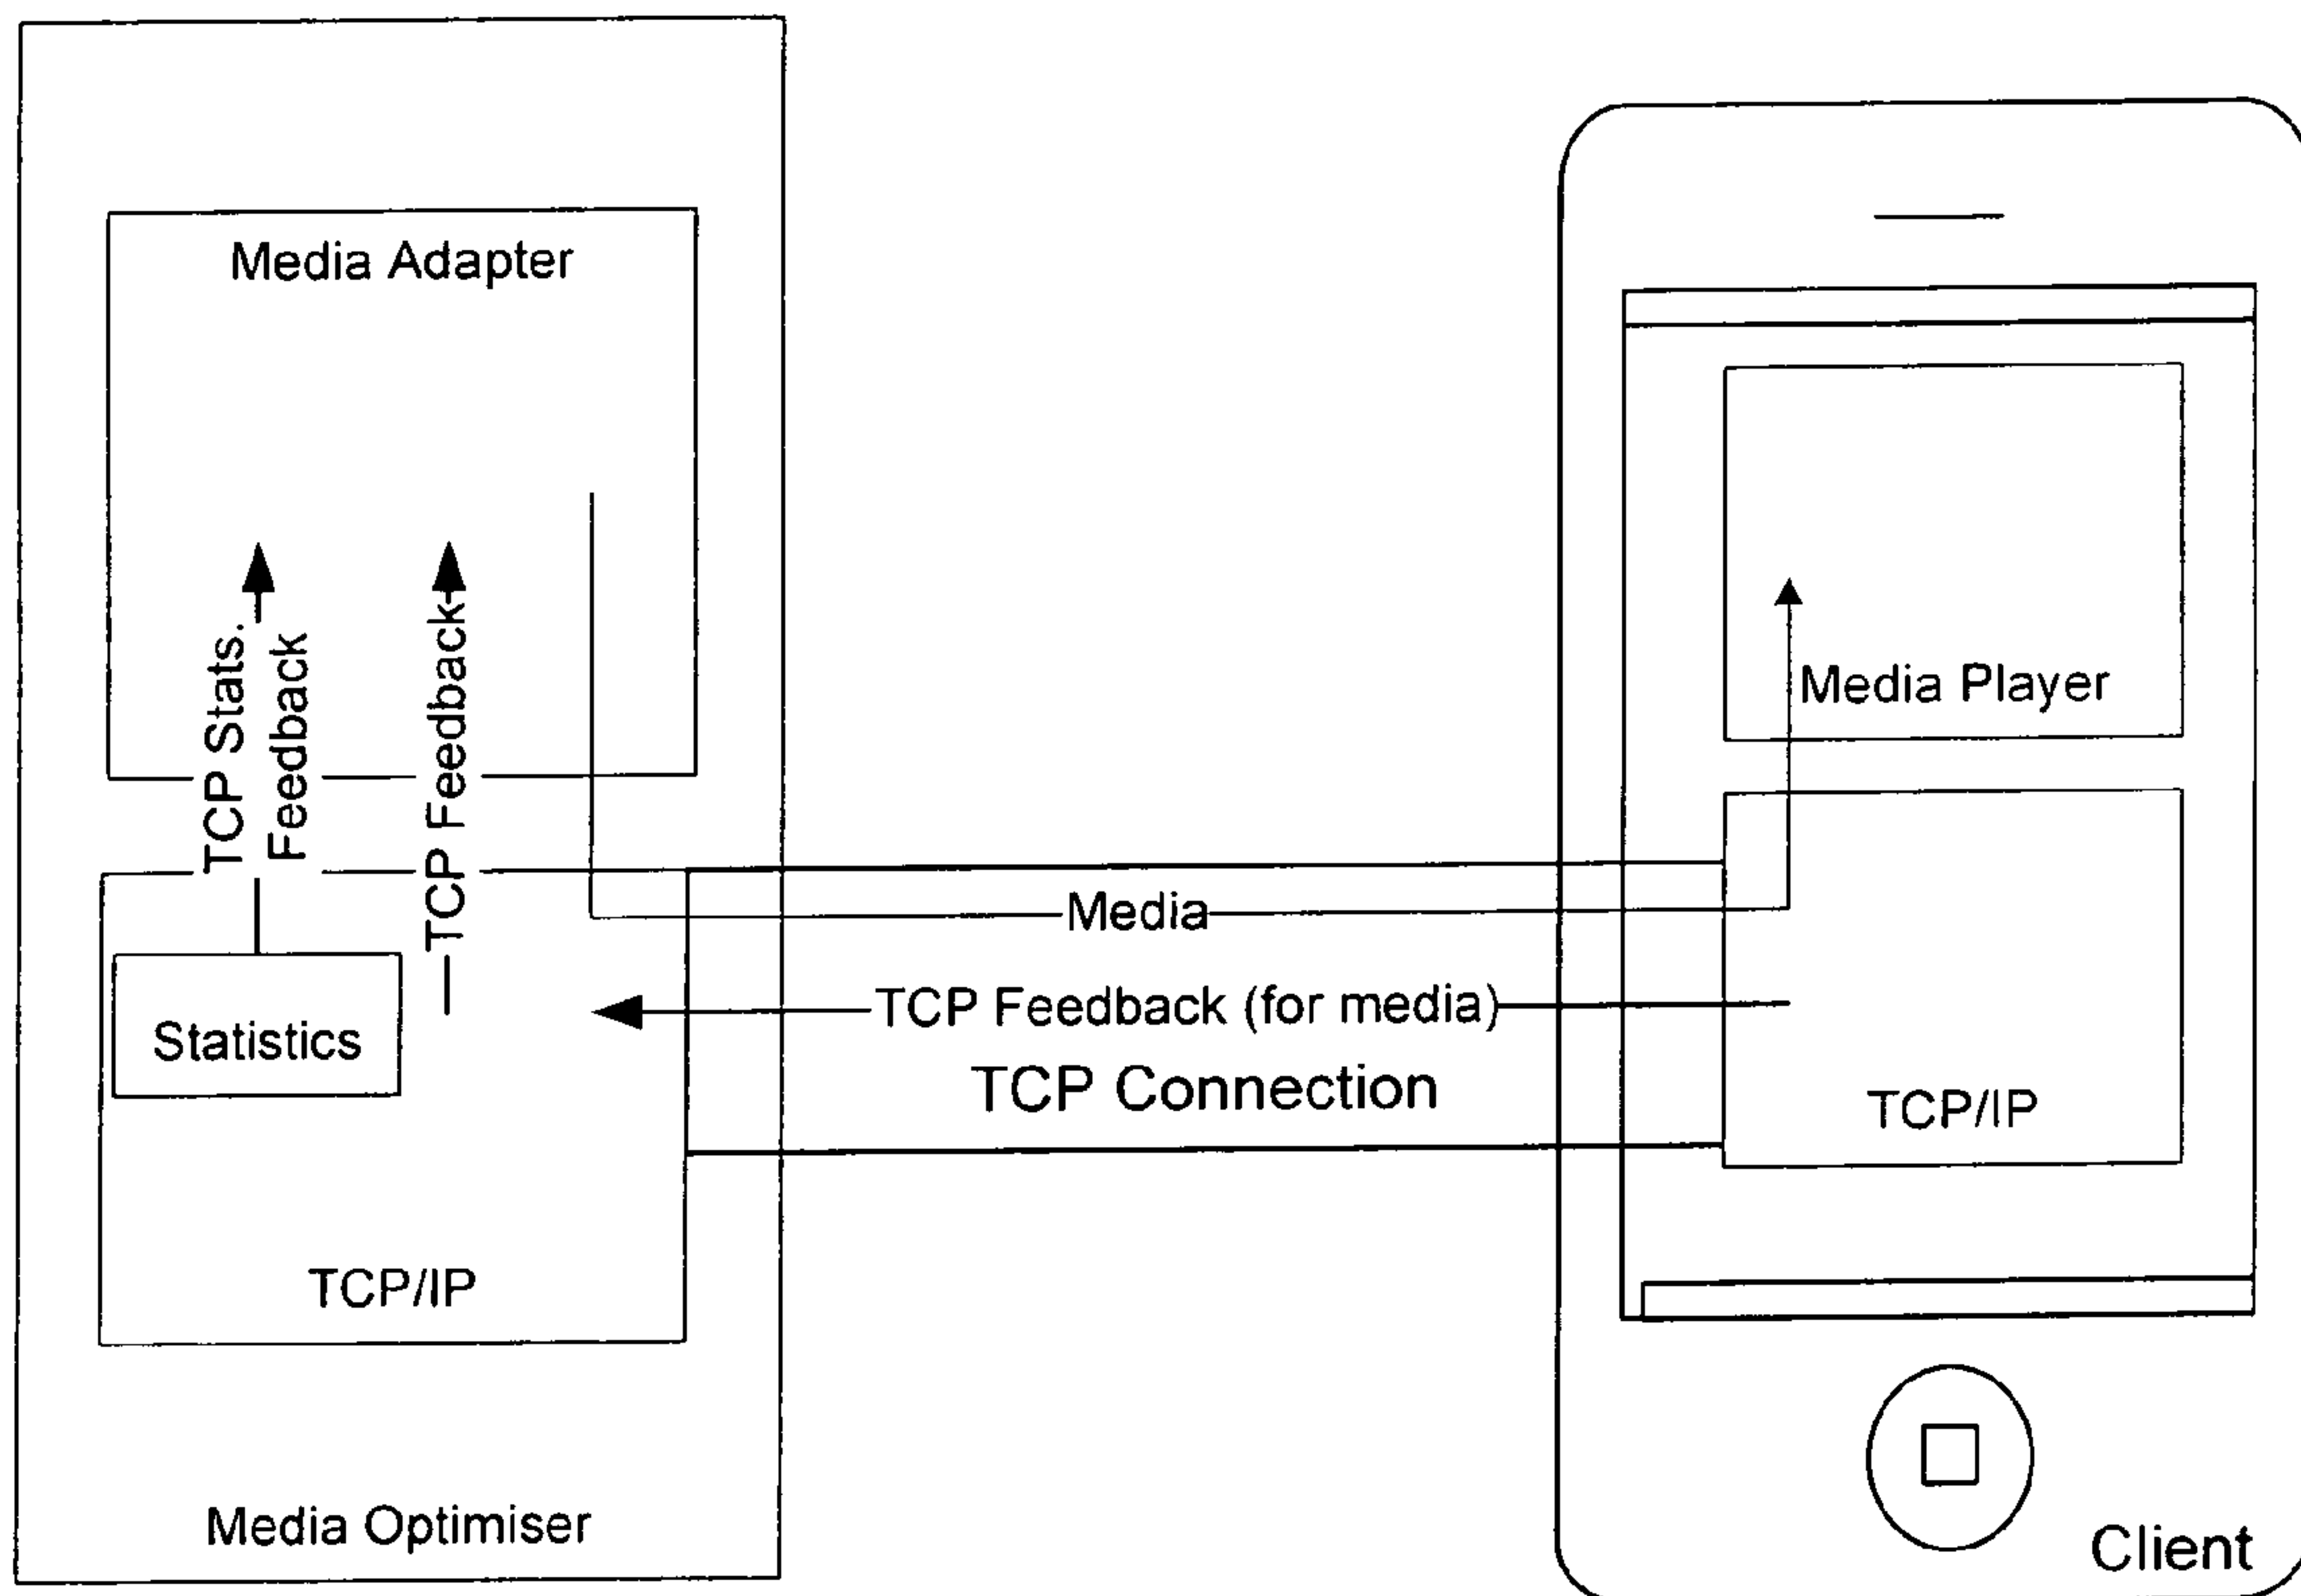 Media Adapter
TCP Stats.
Feedback
TCP Feedback
Statistics
TCP/IP
Media Optimiser
Media
TCP Feedback (for media)
TCP Connection
Media Player
TCP/IP
Client